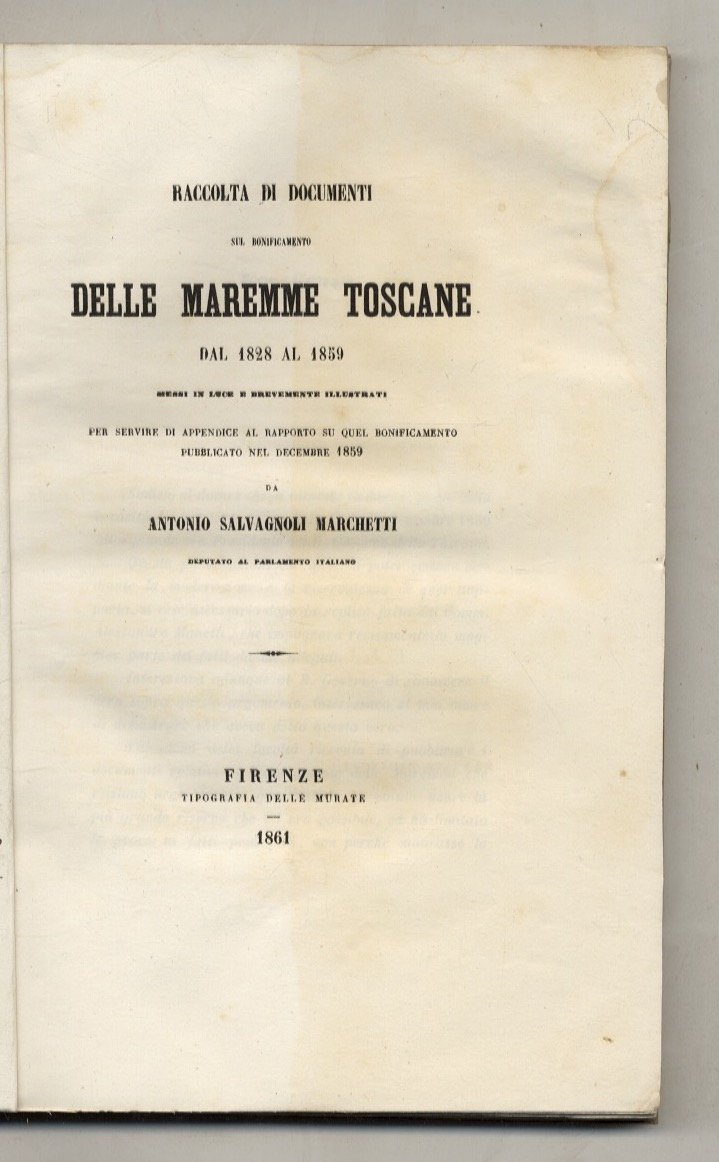 RACCOLTA DI DOCUMENTI
SUL BONIFICAMENTO
DELLE MAREMME TOSCANE
DAL 1828 AL 1859
MESSI IN LUCE E BREVEMENTE ILLUSTRATI
PER SERVIRE DI APPENDICE AL RAPPORTO SU QUEL BONIFICAMENTO
PUBBLICATO NEL DECEMBRE 1859
DA
ANTONIO SALVAGNOLI MARCHETTI
DEPUTATO AL PARLAMENTO ITALIANO
FIRENZE
TIPOGRAFIA DELLE MURATE
1861